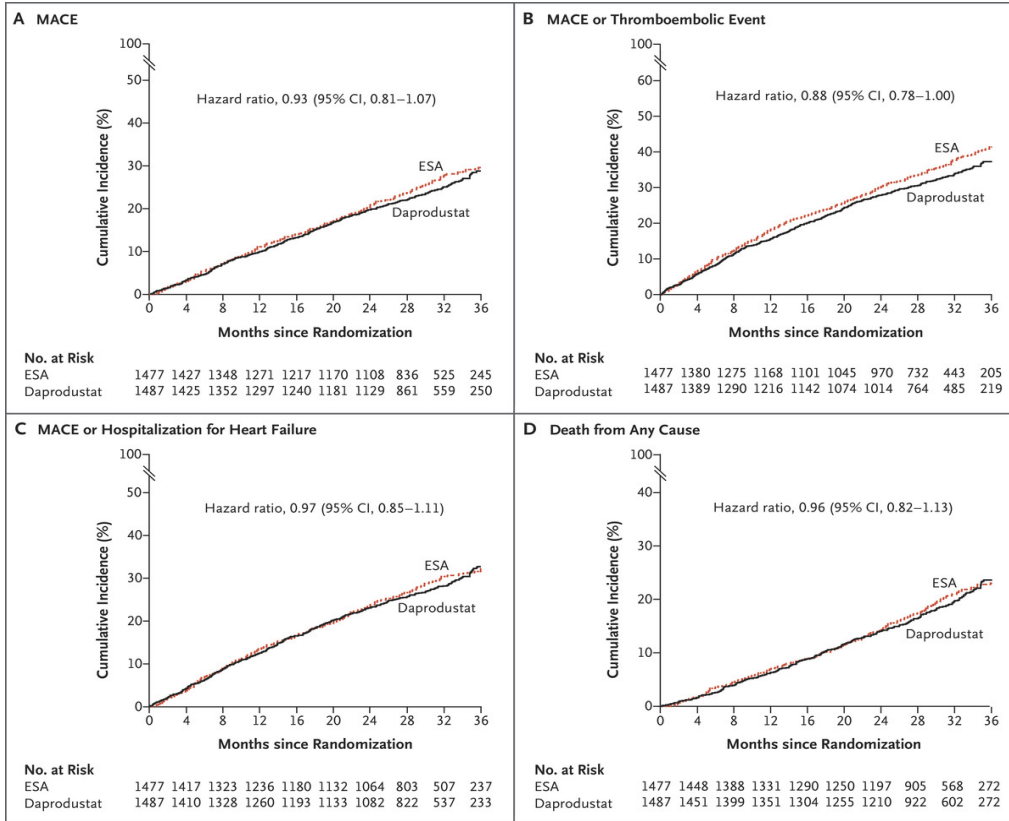 A MACE
100
50
40
30
20
10
0
Cumulative Incidence (%)
Hazard ratio, 0.93 (95% CI, 0.81–1.07)
ESA
Daprodustat
0 4 8 12 16 20 24 28 32 36
Months since Randomization
No. at Risk
ESA 1477 1427 1348 1271 1217 1170 1108 836 525 245
Daprodustat 1487 1425 1352 1297 1240 1181 1129 861 559 250
B MACE or Thromboembolic Event
100
60
50
40
30
20
10
0
Cumulative Incidence (%)
Hazard ratio, 0.88 (95% CI, 0.78–1.00)
ESA
Daprodustat
0 4 8 12 16 20 24 28 32 36
Months since Randomization
No. at Risk
ESA 1477 1380 1275 1168 1101 1045 970 732 443 205
Daprodustat 1487 1389 1290 1216 1142 1074 1014 764 485 219
C MACE or Hospitalization for Heart Failure
100
50
40
30
20
10
0
Cumulative Incidence (%)
Hazard ratio, 0.97 (95% CI, 0.85–1.11)
ESA
Daprodustat
0 4 8 12 16 20 24 28 32 36
Months since Randomization
No. at Risk
ESA 1477 1417 1323 1236 1180 1132 1064 803 507 237
Daprodustat 1487 1410 1328 1260 1193 1133 1082 822 537 233
D Death from Any Cause
100
40
30
20
10
0
Cumulative Incidence (%)
Hazard ratio, 0.96 (95% CI, 0.82–1.13)
ESA
Daprodustat
0 4 8 12 16 20 24 28 32 36
Months since Randomization
No. at Risk
ESA 1477 1448 1388 1331 1290 1250 1197 905 568 272
Daprodustat 1487 1451 1399 1351 1304 1255 1210 922 602 272